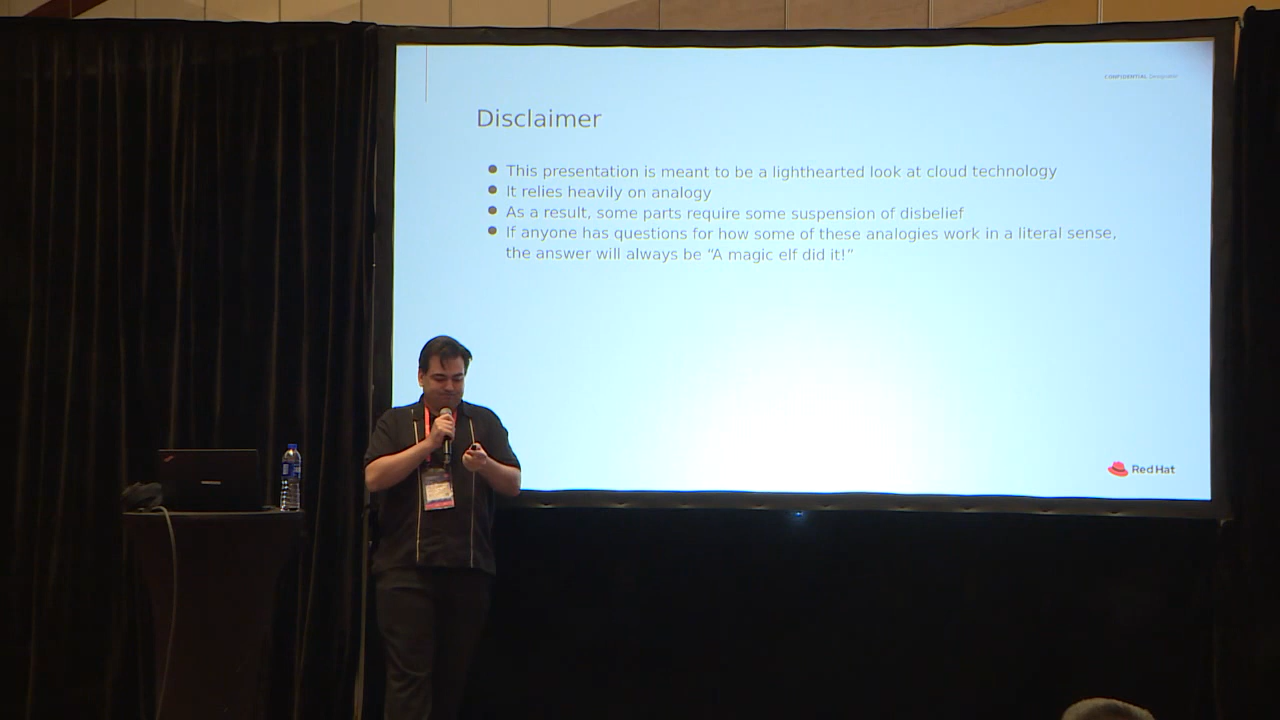 CONFIDENTIAL Designator
Disclaimer
This presentation is meant to be a lighthearted look at cloud technology
It relies heavily on analogy
As a result, some parts require some suspension of disbelief
If anyone has questions for how some of these analogies work in a literal sense,
the answer will always be “A magic elf did it!”
Red Hat